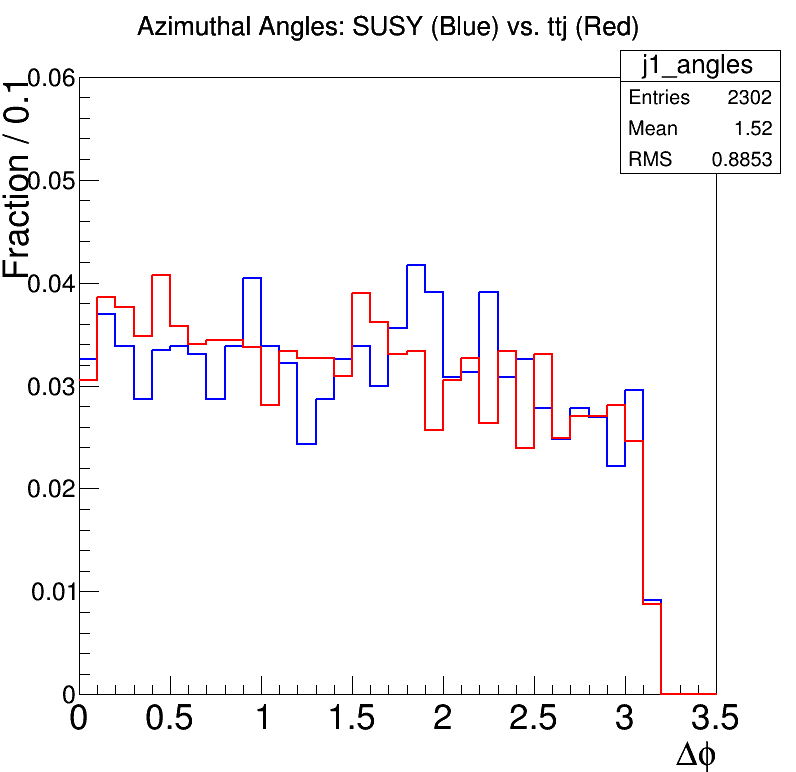 Azimuthal Angles: SUSY (Blue) vs. ttj (Red)
j1_angles
Entries 2302
Mean 1.52
RMS 0.8853
Fraction / 0.1
0.06
0.05
0.04
0.03
0.02
0.01
0
0 0.5 1 1.5 2 2.5 3 3.5
Δϕ